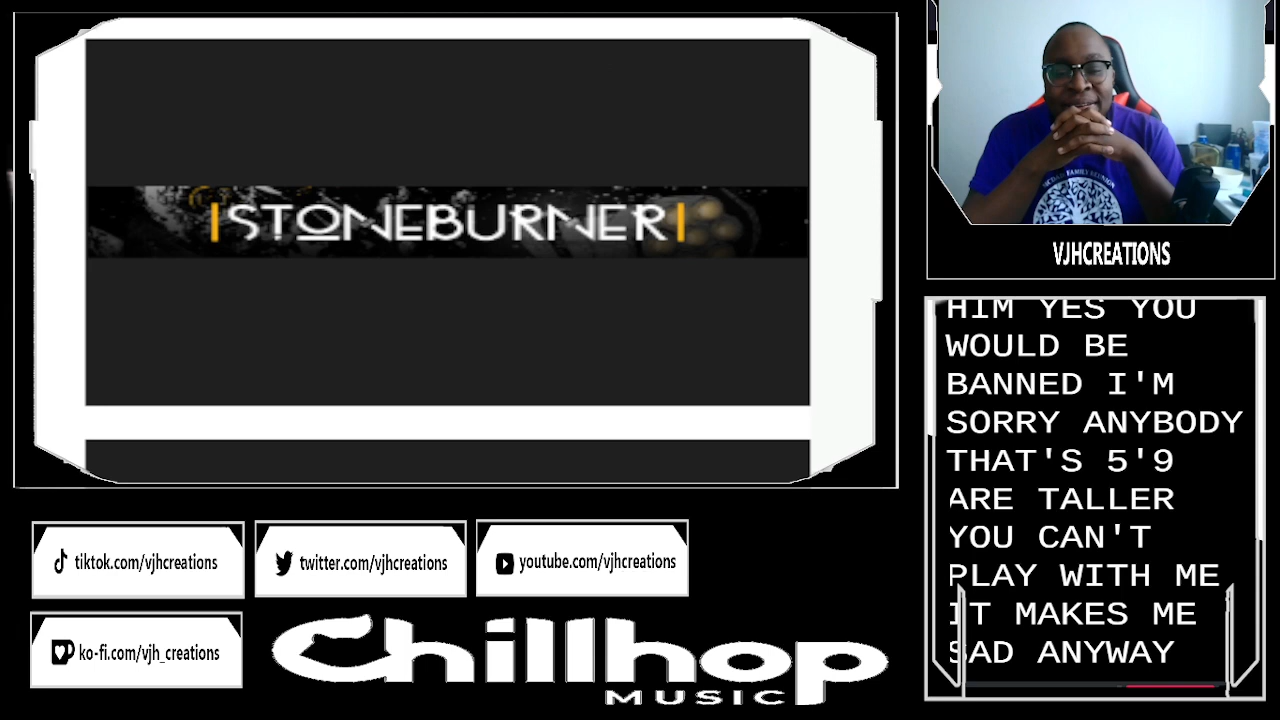 |STONEBURNER|
VJHCREATIONS
HIM YES YOU
WOULD BE
BANNED I'M
SORRY ANYBODY
THAT'S 5'9
ARE TALLER
YOU CAN'T
PLAY WITH ME
IT MAKES ME
SAD ANYWAY
tiktok.com/vjhcreations
twitter.com/vjhcreations
youtube.com/vjhcreations
ko-fi.com/vjh_creations
Chillhop
MUSIC
FAMILY REUNION